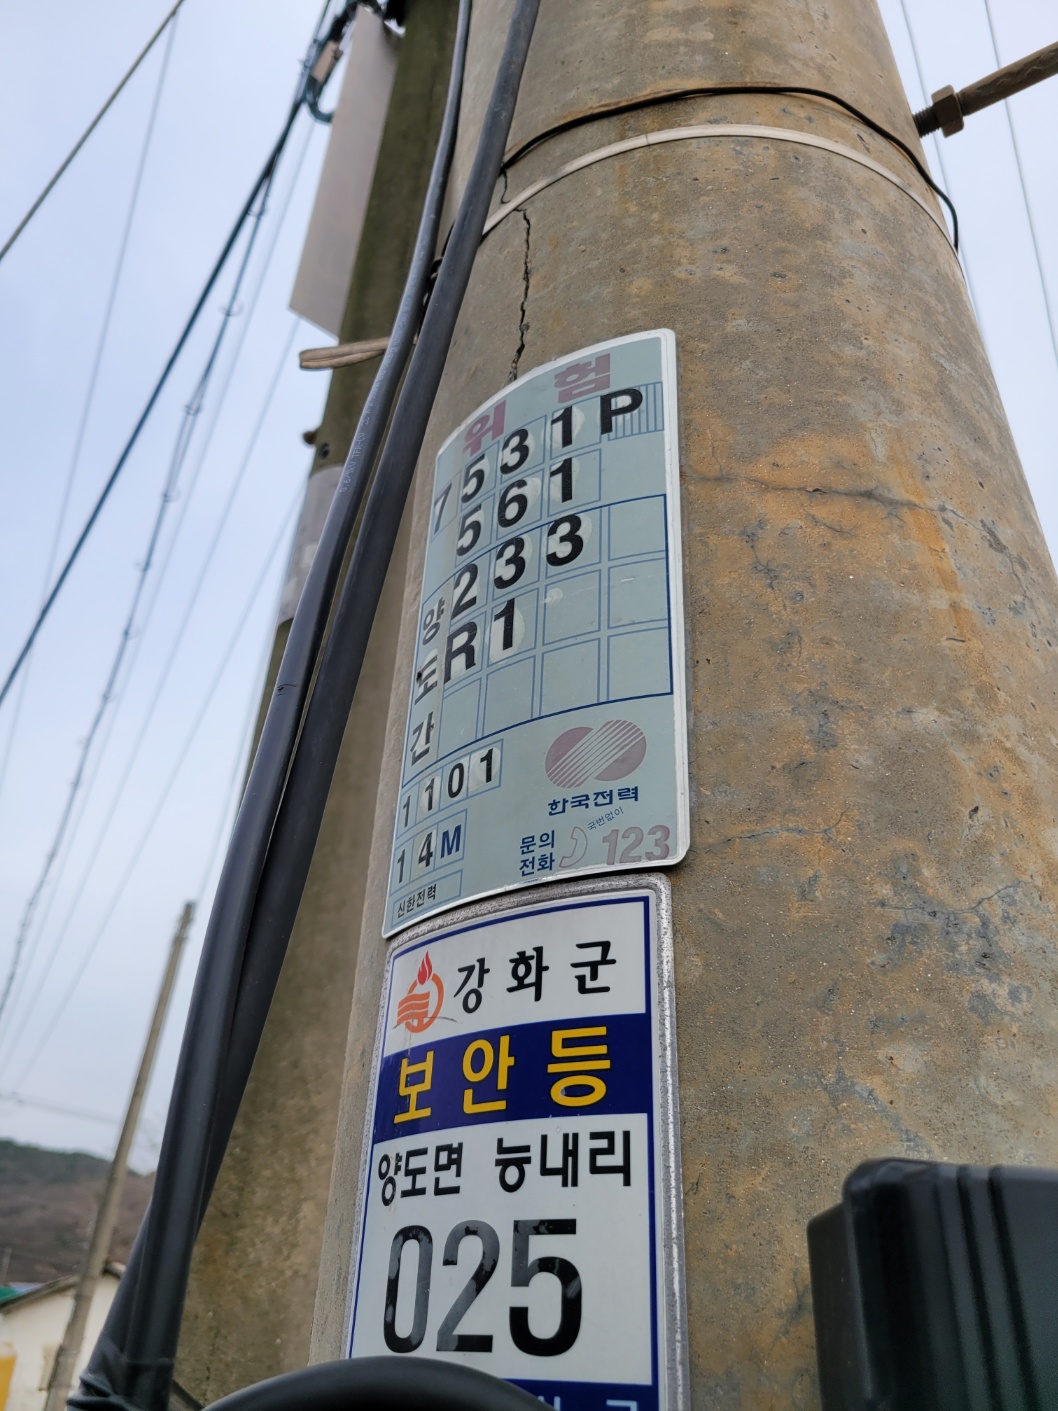 위험
7531P
561
양 233
도 R1
간
1101
14M
신한전력
한국전력
국번없이
문의
전화 123
강화군
보안등
양도면 능내리
025